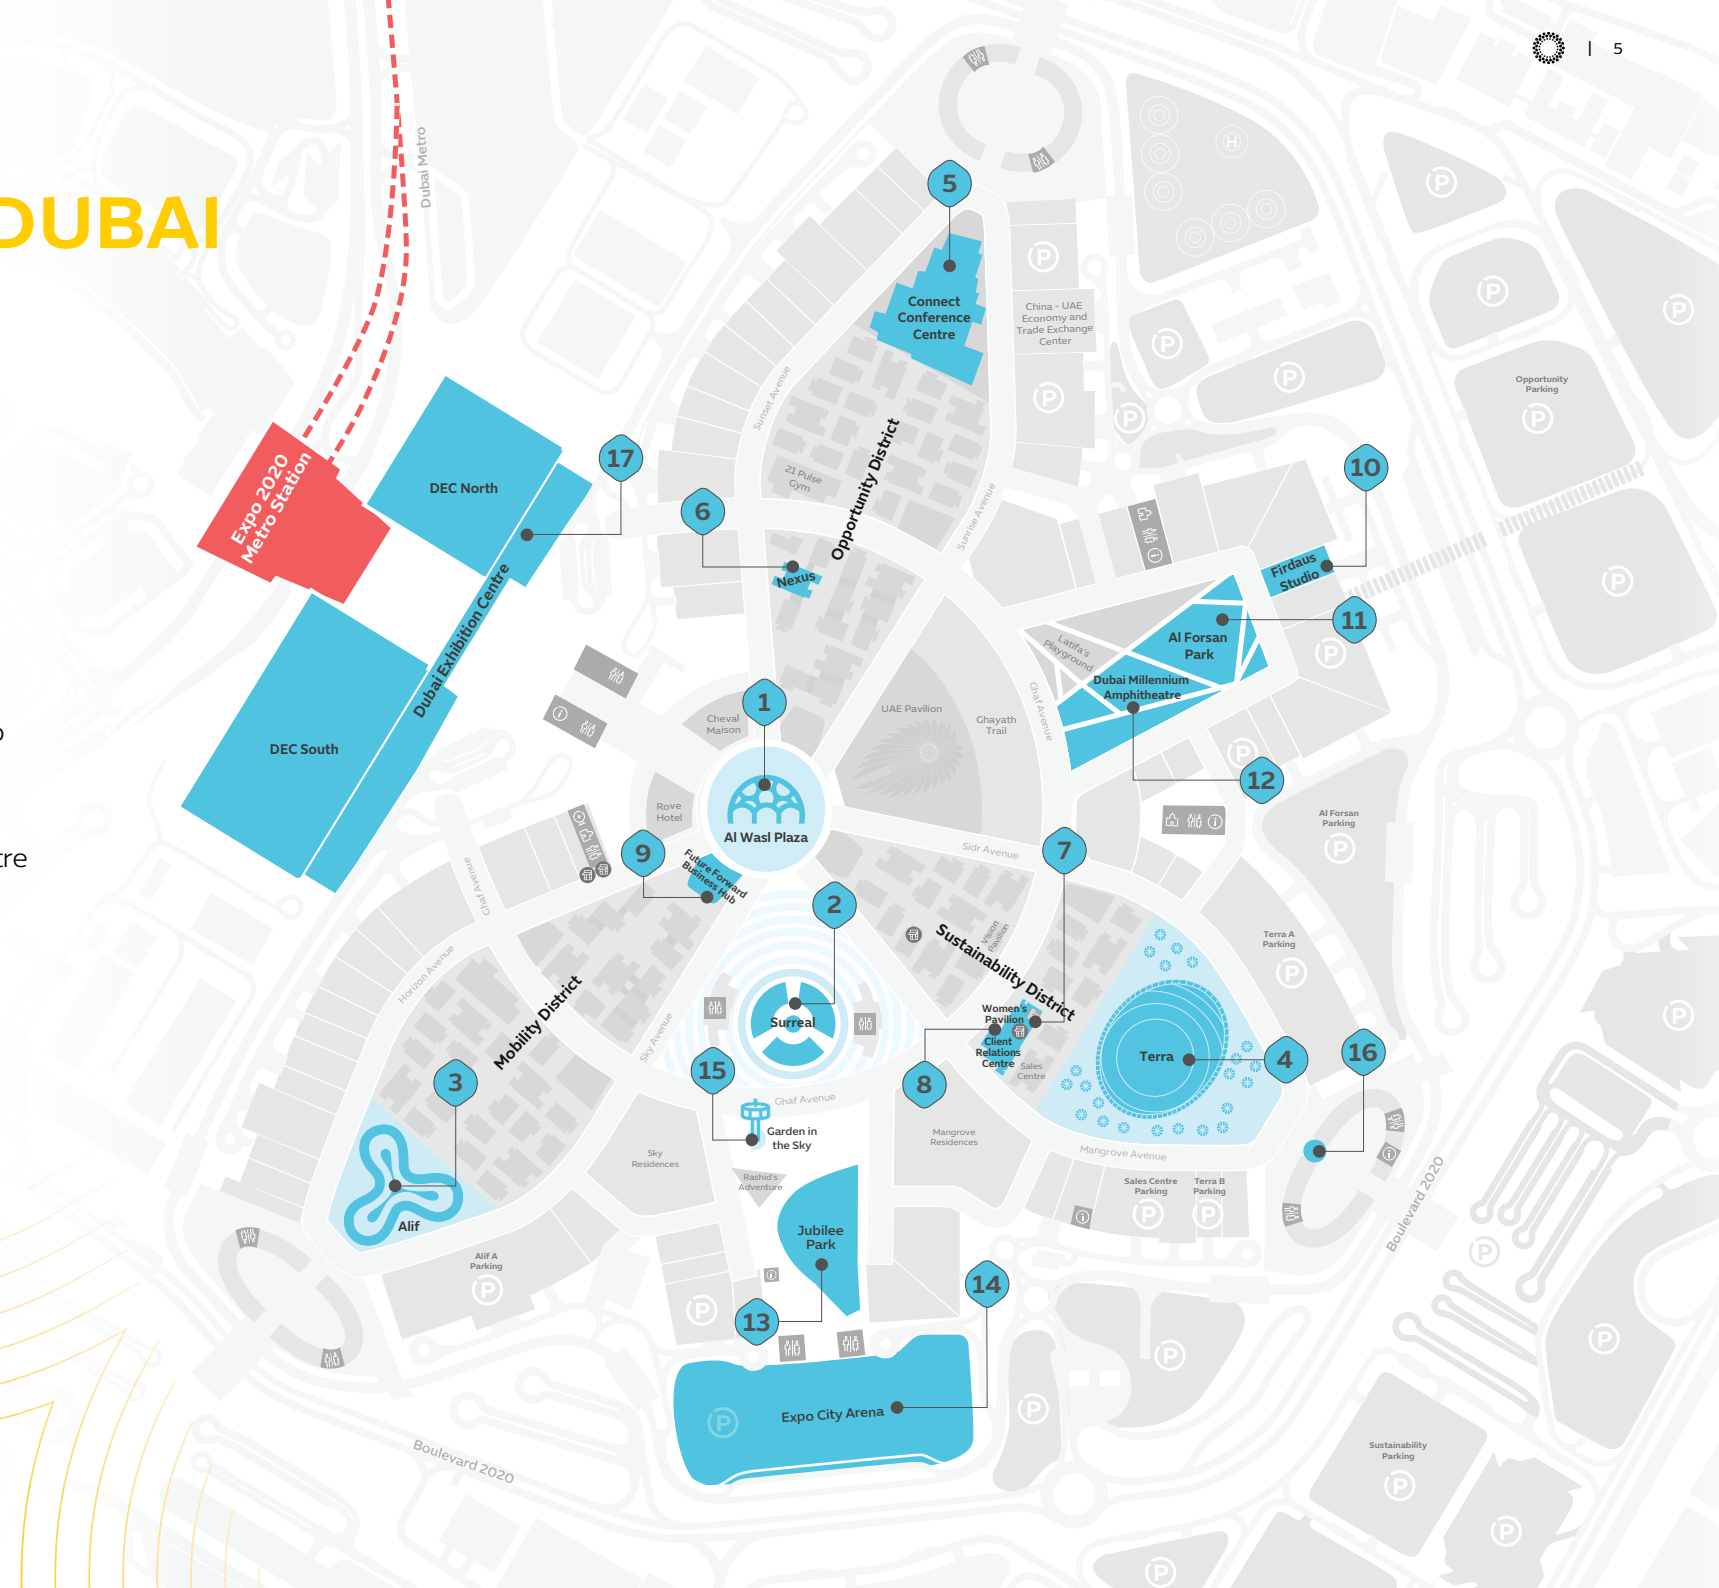 | 5
DUBAI
Dubai Metro
5
Connect
Conference
Centre
China - UAE
Economy and
Trade Exchange
Center
Sunset Avenue
Opportunity
Parking
17
DEC North
Expo 2020
Metro Station
21 Pulse
Gym
Opportunity District
Sunrise Avenue
10
6
Nexus
Firdaus
Studio
11
Al Forsan
Park
Latifa's
Playground
Dubai Millennium
Amphitheatre
Dubai Exhibition Centre
DEC South
1
Cheval
Maison
UAE Pavilion
Ghayath
Trail
Ghaf Avenue
12
Rove
Hotel
Al Wasl Plaza
Al Forsan
Parking
tre
9
Future Forward
Business Hub
Sidr Avenue
7
Ghaf Avenue
2
Vision
Pavilion
Sustainability District
Terra A
Parking
Horizon Avenue
Mobility District
Sky Avenue
Surreal
Women's
Pavilion
Client
Relations
Centre
Sales
Centre
Terra
4
16
3
15
8
Ghaf Avenue
Garden in
the Sky
Mangrove
Residences
Mangrove Avenue
Sky
Residences
Rashid's
Adventure
Sales Centre
Parking
Terra B
Parking
Boulevard 2020
Alif
Jubilee
Park
Alif A
Parking
14
13
Expo City Arena
Boulevard 2020
Sustainability
Parking